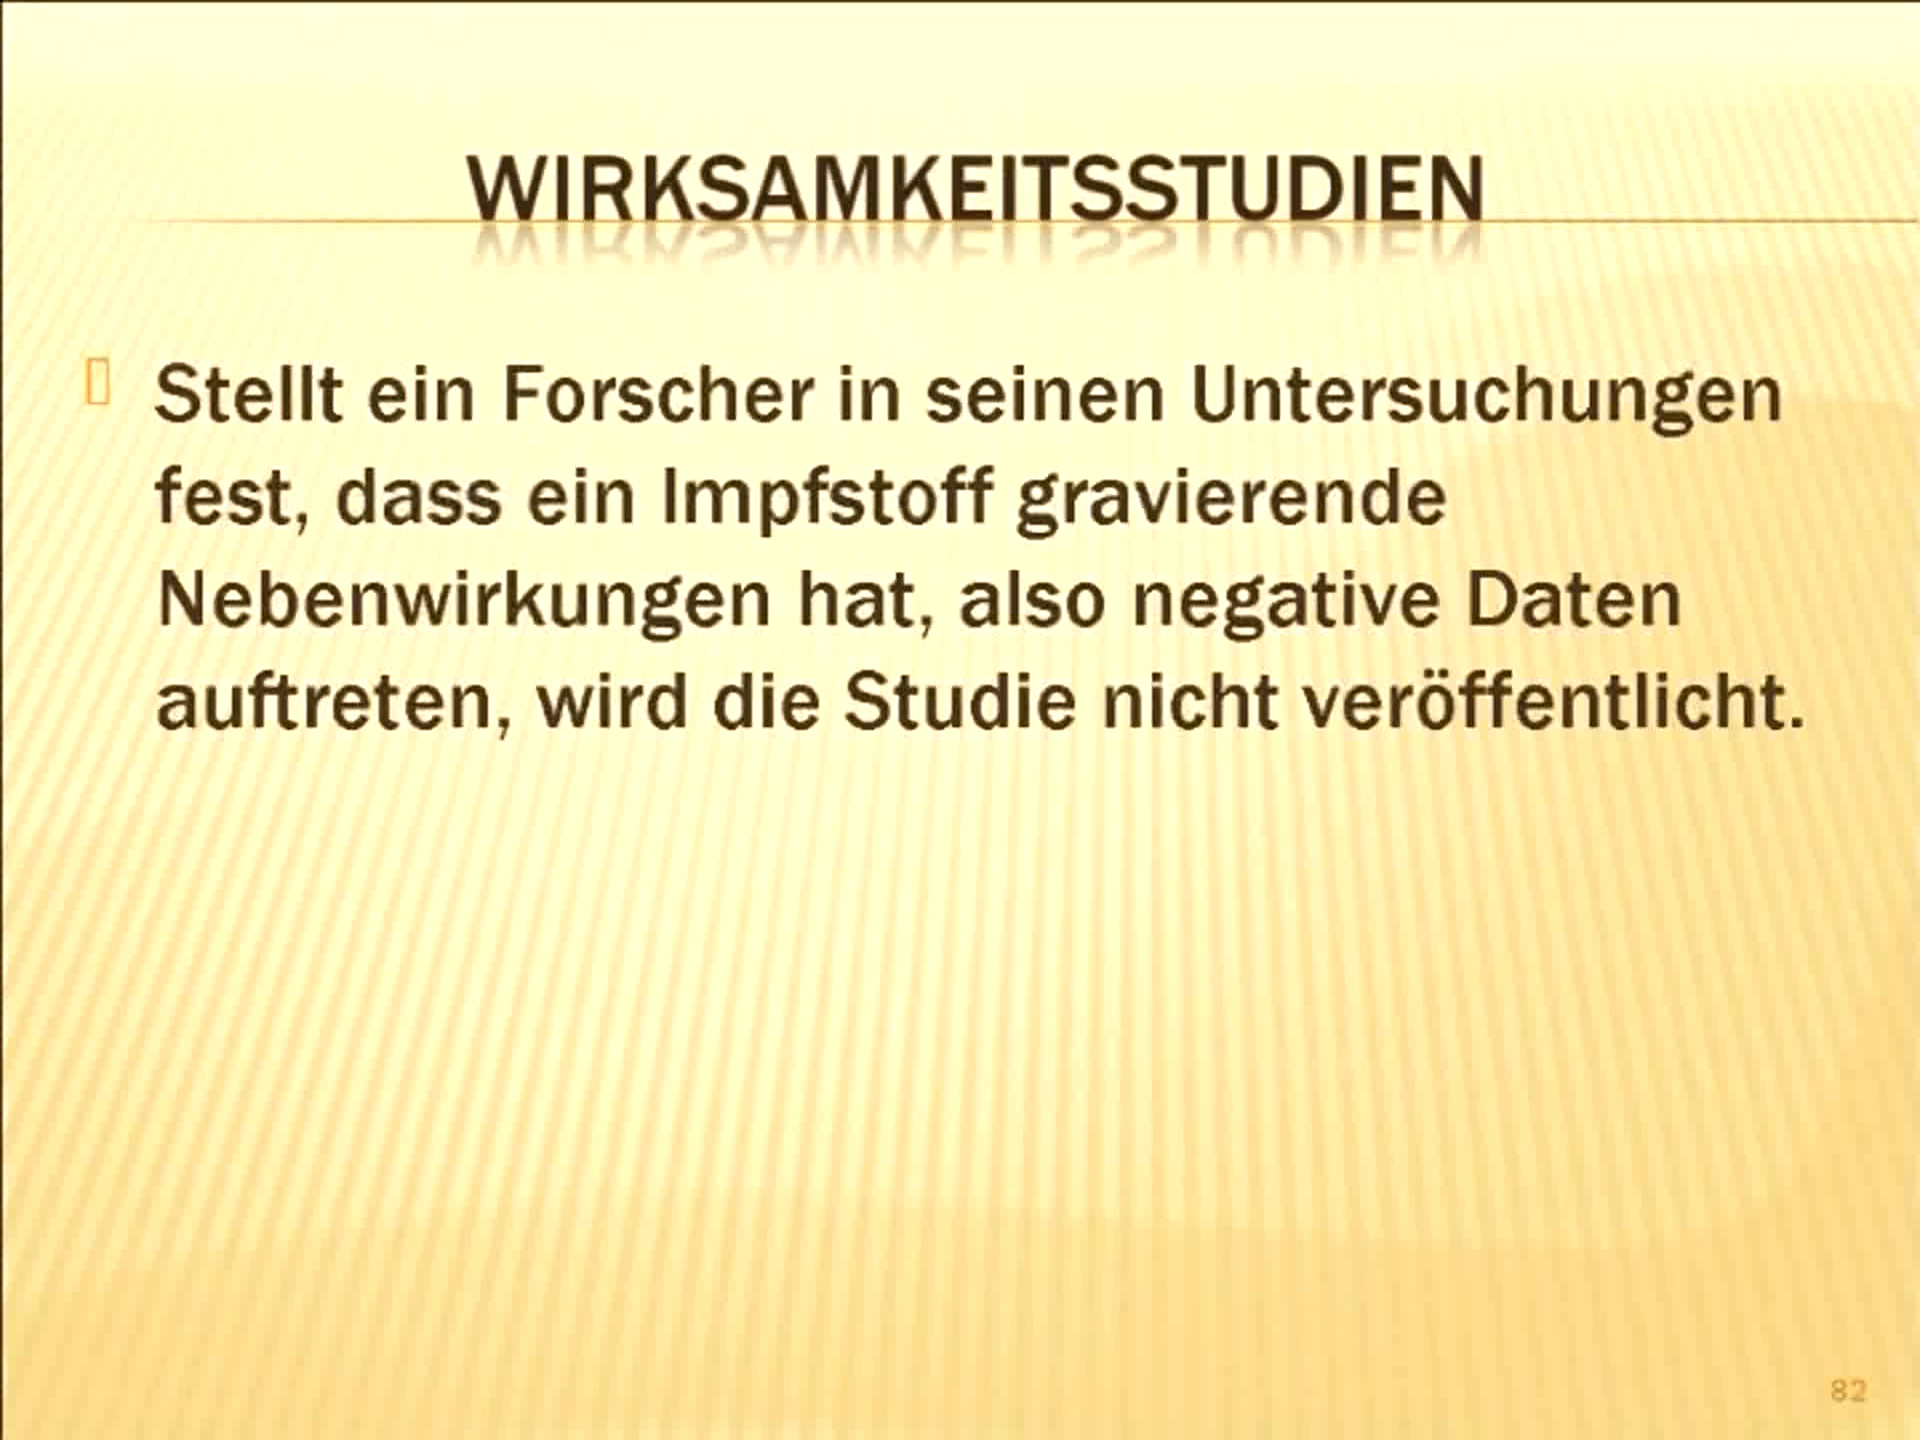 WIRKSAMKEITSSTUDIEN
Stellt ein Forscher in seinen Untersuchungen
fest, dass ein Impfstoff gravierende
Nebenwirkungen hat, also negative Daten
auftreten, wird die Studie nicht veröffentlicht.
82